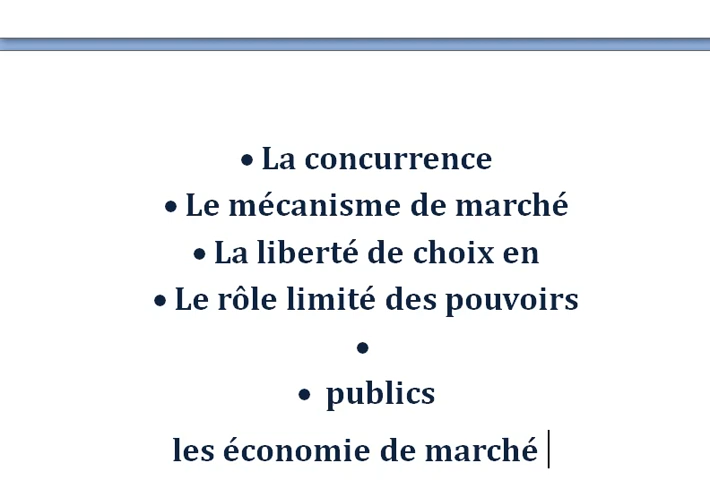 • La concurrence
• Le mécanisme de marché
• La liberté de choix en
• Le rôle limité des pouvoirs
•
• publics
les économie de marché